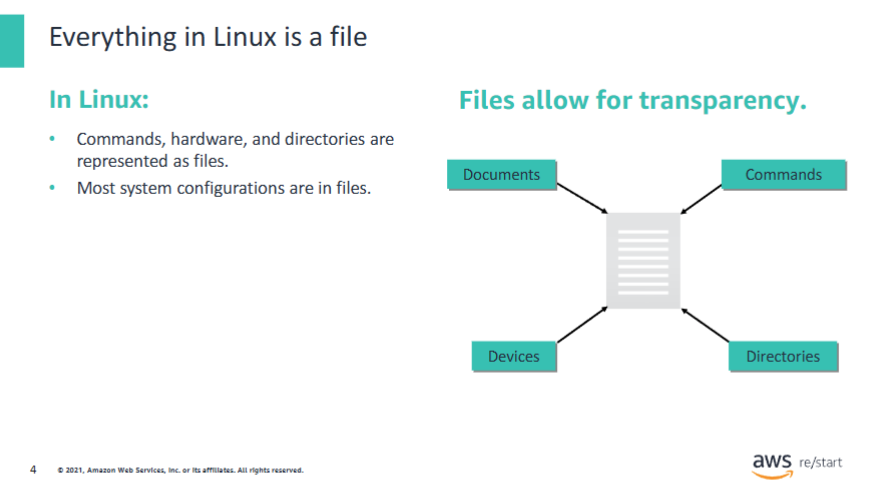 Everything in Linux is a file
In Linux:
• Commands, hardware, and directories are
represented as files.
• Most system configurations are in files.
Files allow for transparency.
Documents
Commands
Devices
Directories
4
© 2021, Amazon Web Services, Inc. or its affiliates. All rights reserved.
aws re/start